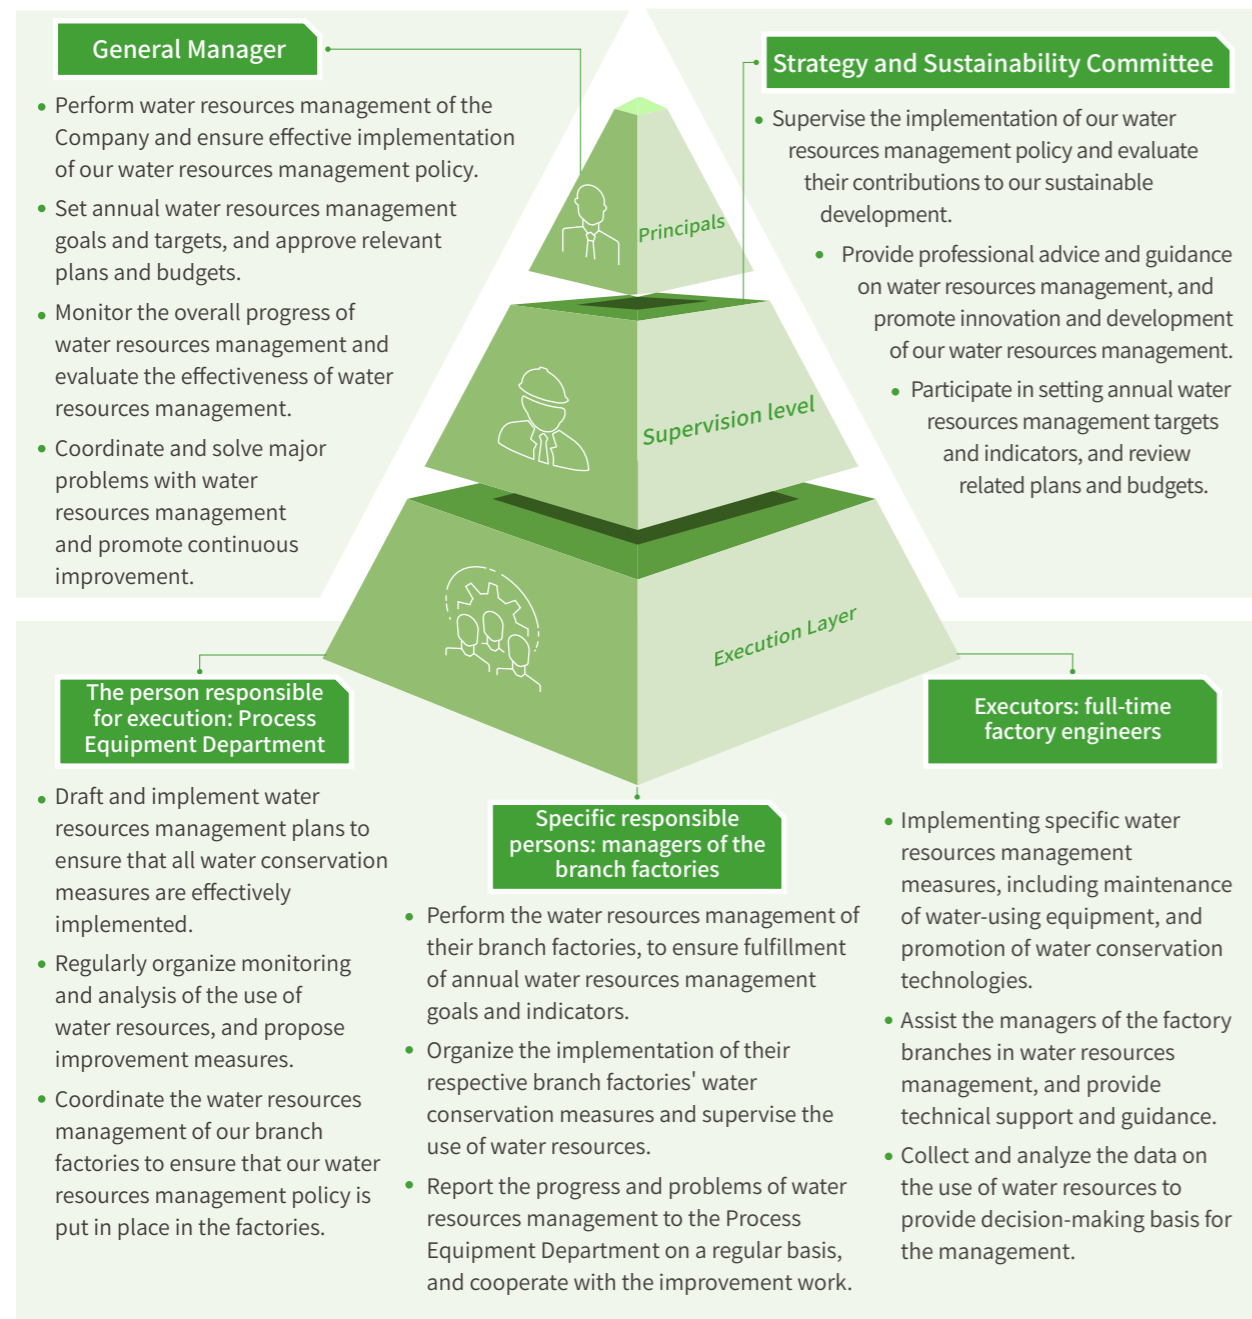 General Manager
• Perform water resources management of the
Company and ensure effective implementation
of our water resources management policy.
• Set annual water resources management
goals and targets, and approve relevant
plans and budgets.
• Monitor the overall progress of
water resources management and
evaluate the effectiveness of water
resources management.
• Coordinate and solve major
problems with water
resources management
and promote continuous
improvement.
Strategy and Sustainability Committee
• Supervise the implementation of our water
resources management policy and evaluate
their contributions to our sustainable
development.
• Provide professional advice and guidance
on water resources management, and
promote innovation and development
of our water resources management.
• Participate in setting annual water
resources management targets
and indicators, and review
related plans and budgets.
Principals
Supervision level
Execution Layer
The person responsible
for execution: Process
Equipment Department
• Draft and implement water
resources management plans to
ensure that all water conservation
measures are effectively
implemented.
• Regularly organize monitoring
and analysis of the use of
water resources, and propose
improvement measures.
• Coordinate the water resources
management of our branch
factories to ensure that our water
resources management policy is
put in place in the factories.
Specific responsible
persons: managers of the
branch factories
• Perform the water resources management of
their branch factories, to ensure fulfillment
of annual water resources management
goals and indicators.
• Organize the implementation of their
respective branch factories' water
conservation measures and supervise the
use of water resources.
• Report the progress and problems of water
resources management to the Process
Equipment Department on a regular basis,
and cooperate with the improvement work.
Executors: full-time
factory engineers
• Implementing specific water
resources management
measures, including maintenance
of water-using equipment, and
promotion of water conservation
technologies.
• Assist the managers of the factory
branches in water resources
management, and provide
technical support and guidance.
• Collect and analyze the data on
the use of water resources to
provide decision-making basis for
the management.